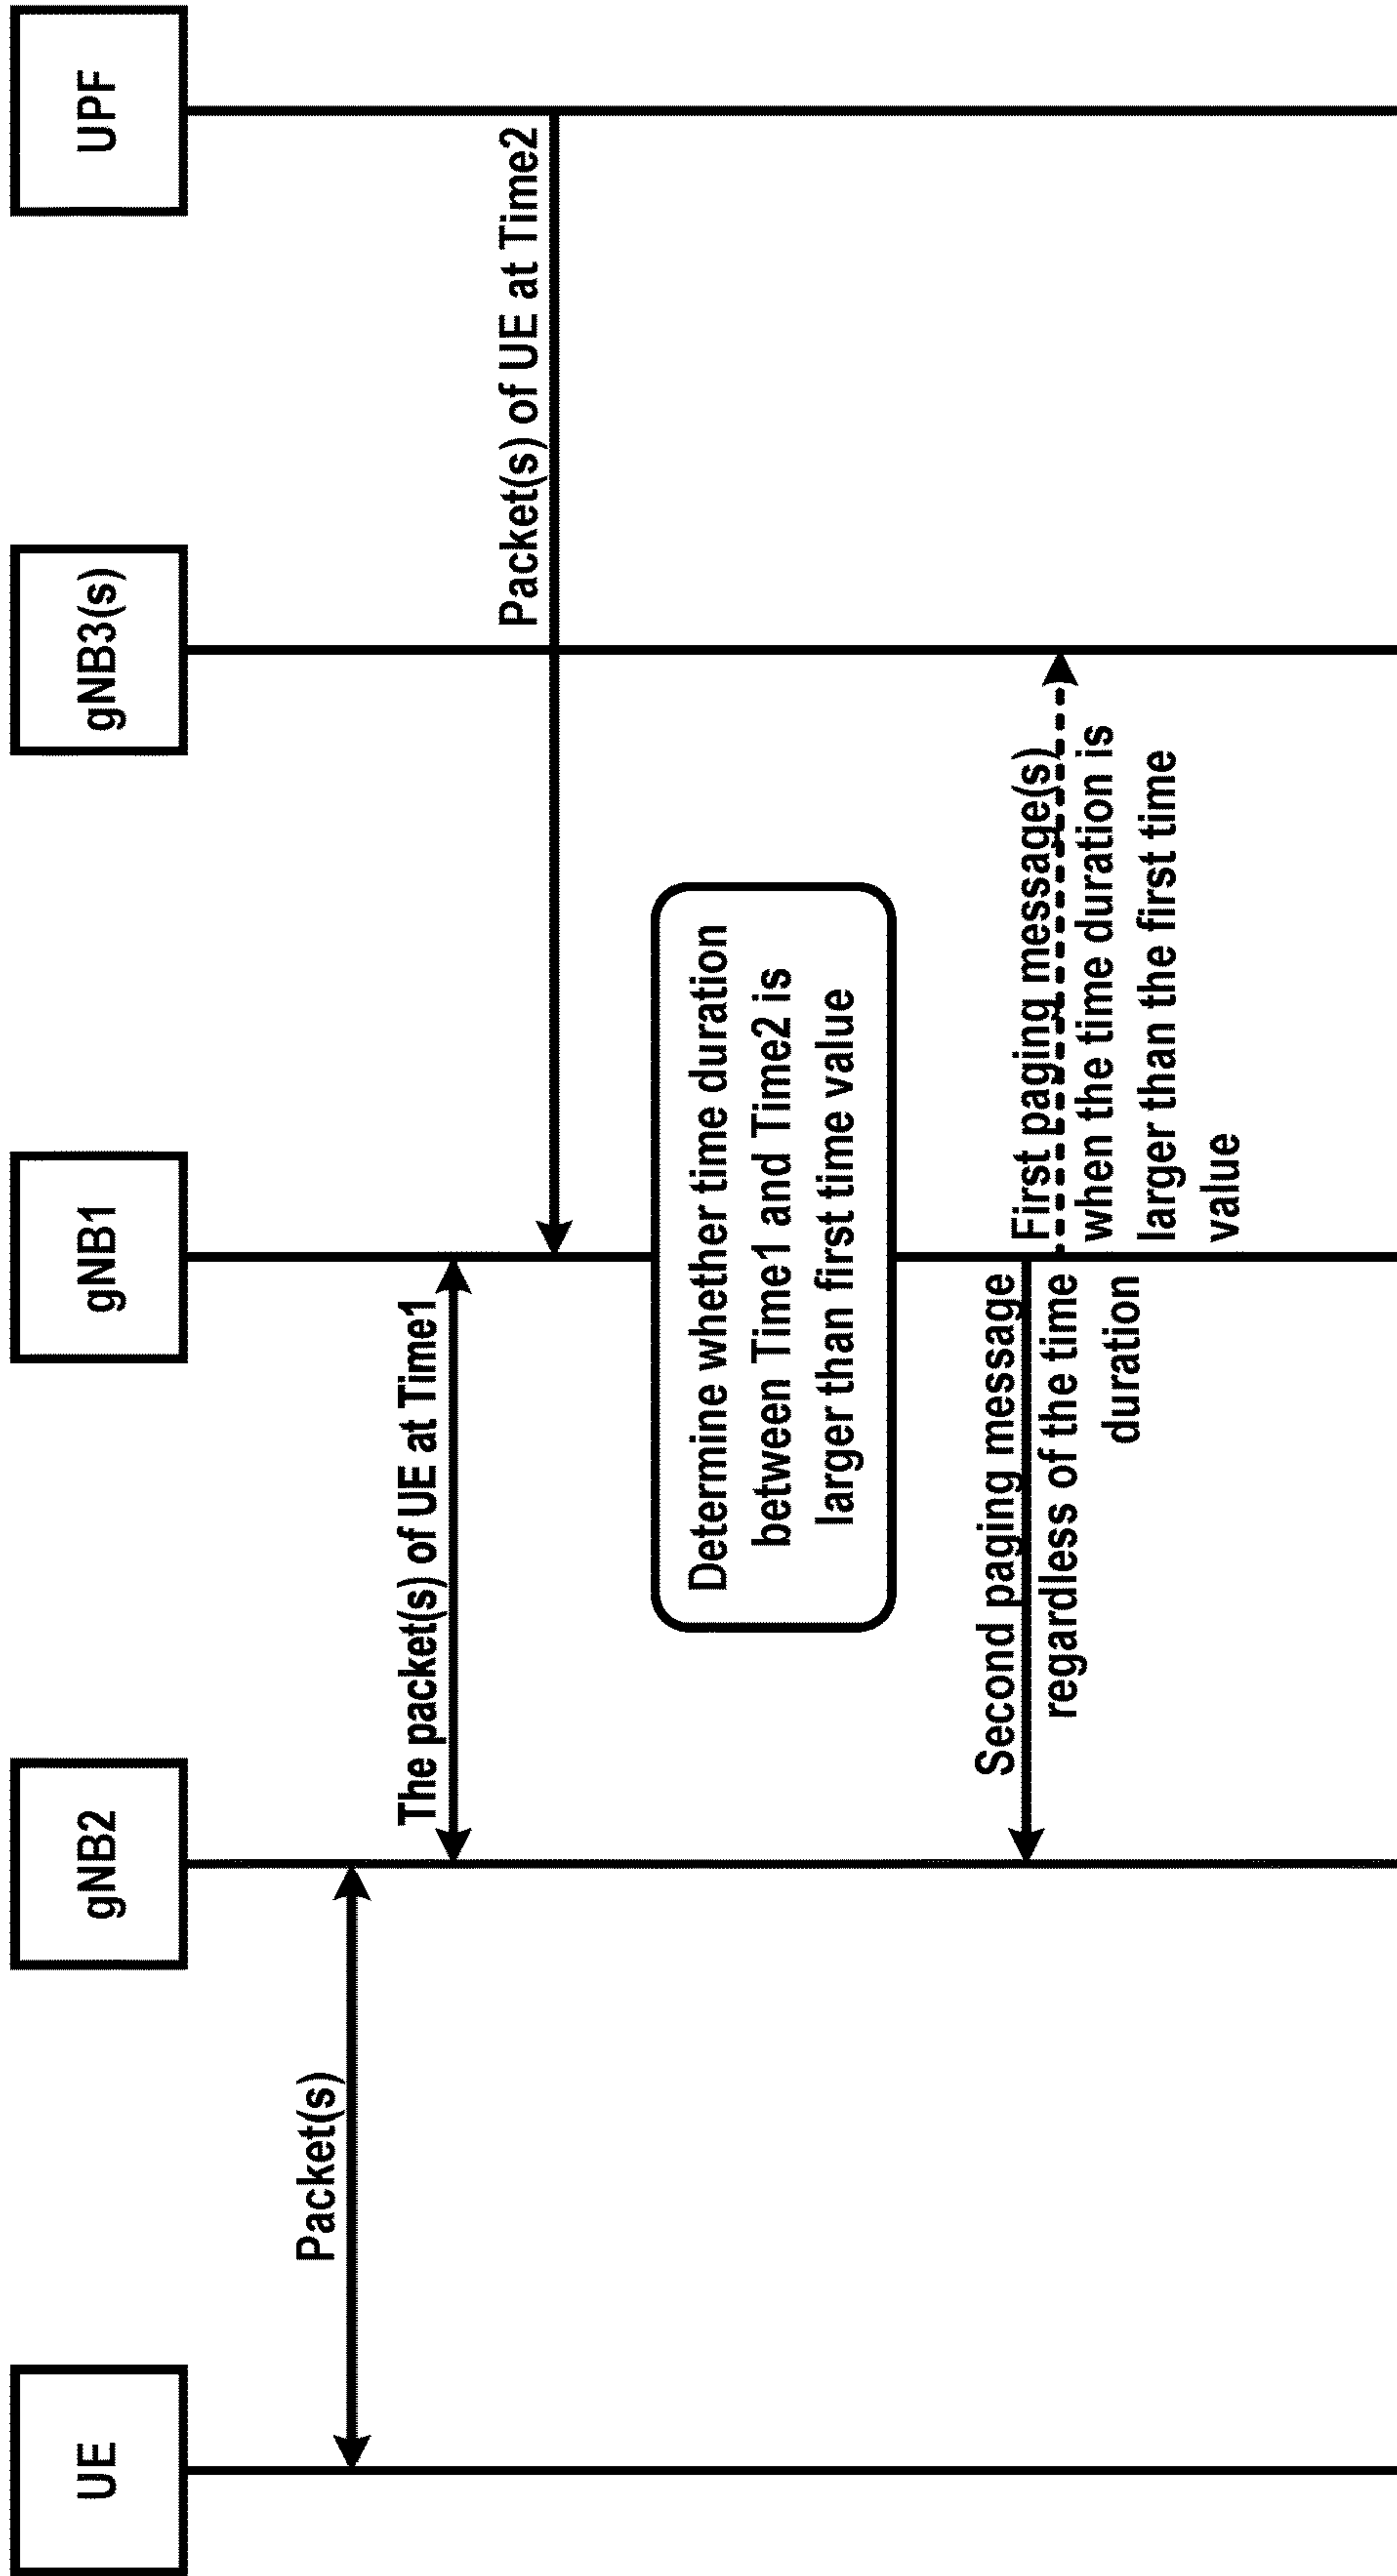 UE
gNB2
gNB1
gNB3(s)
UPF
Packet(s)
The packet(s) of UE at Time1
Packet(s) of UE at Time2
Determine whether time duration
between Time1 and Time2 is
larger than first time value
Second paging message
regardless of the time
duration
First paging message(s)
when the time duration is
larger than the first time
value